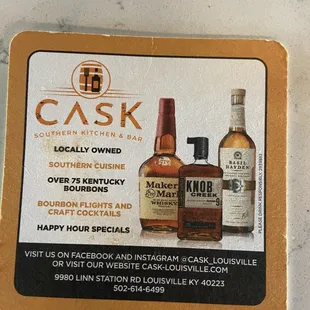 CASK
SOUTHERN KITCHEN & BAR
LOCALLY OWNED
SOUTHERN CUISINE
OVER 75 KENTUCKY
BOURBONS
BOURBON FLIGHTS AND
CRAFT COCKTAILS
HAPPY HOUR SPECIALS
Maker's
Mark
WHISKY
KNOB
CREEK
9
BASIL
HAYDEN
PLEASE DRINK RESPONSIBLY.
VISIT US ON FACEBOOK AND INSTAGRAM @CASK_LOUISVILLE
OR VISIT OUR WEBSITE CASK-LOUISVILLE.COM
9980 LINN STATION RD LOUISVILLE KY 40223
502-614-6499